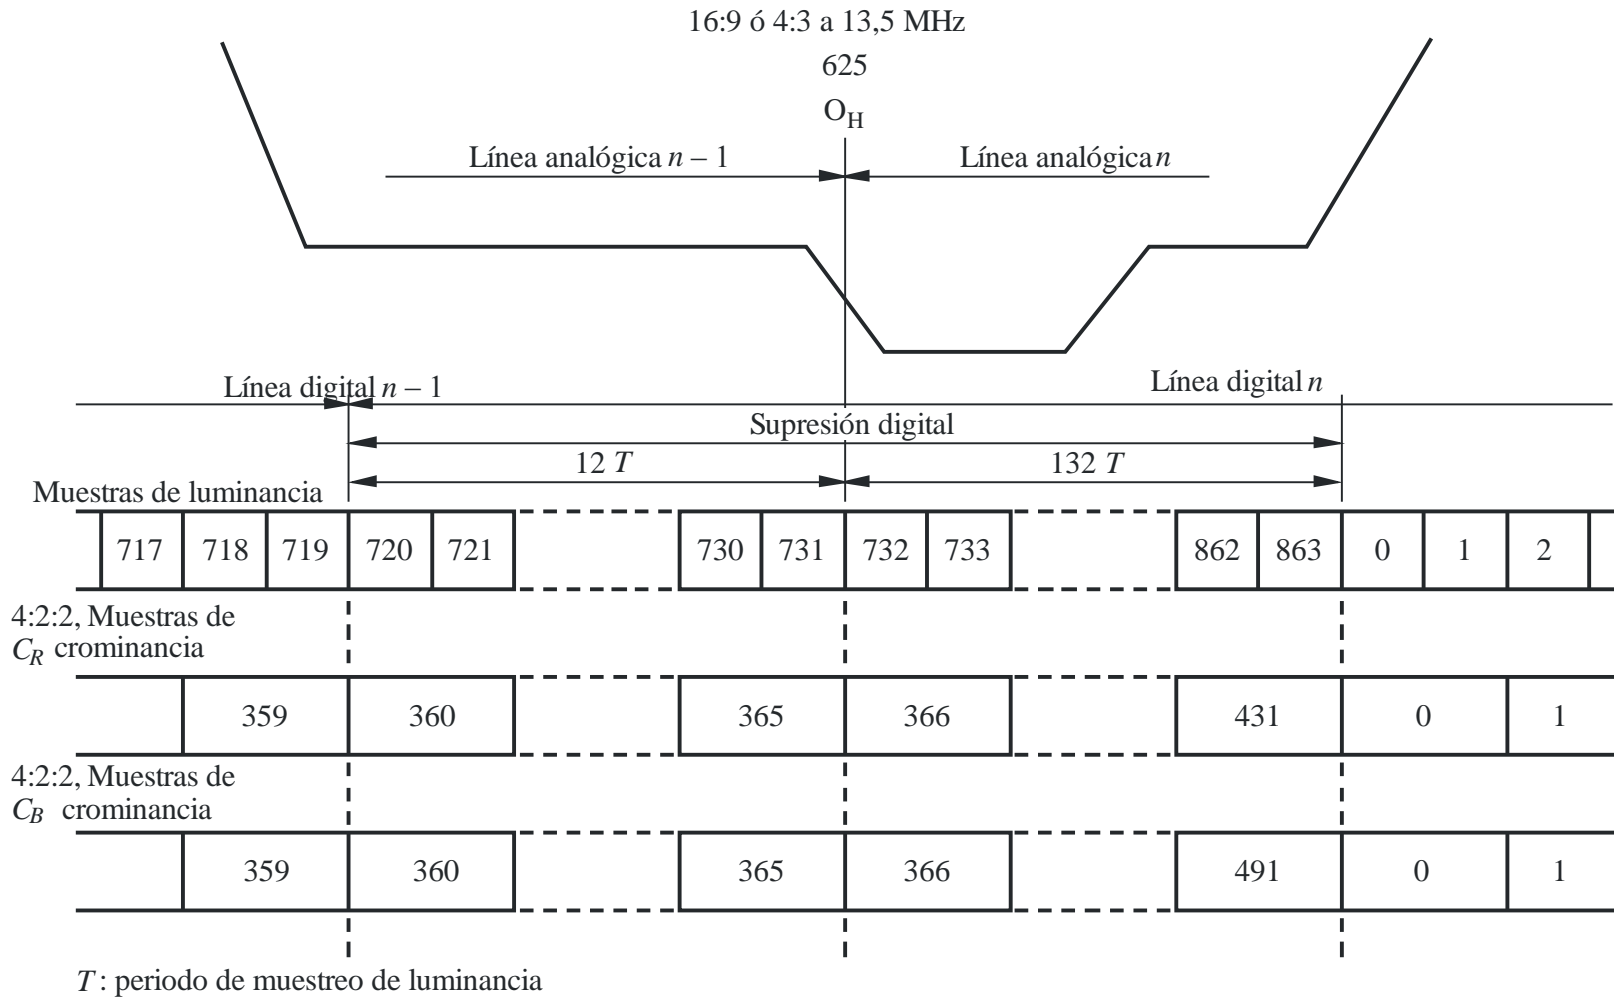 16:9 ó 4:3 a 13,5 MHz
625
O_H
Línea analógica n – 1
Línea analógica n
Línea digital n – 1
Línea digital n
Supresión digital
12 T
132 T
Muestras de luminancia
717 718 719 720 721 730 731 732 733 862 863 0 1 2
4:2:2, Muestras de
C_R crominancia
359 360 365 366 431 0 1
4:2:2, Muestras de
C_B crominancia
359 360 365 366 491 0 1
T : periodo de muestreo de luminancia